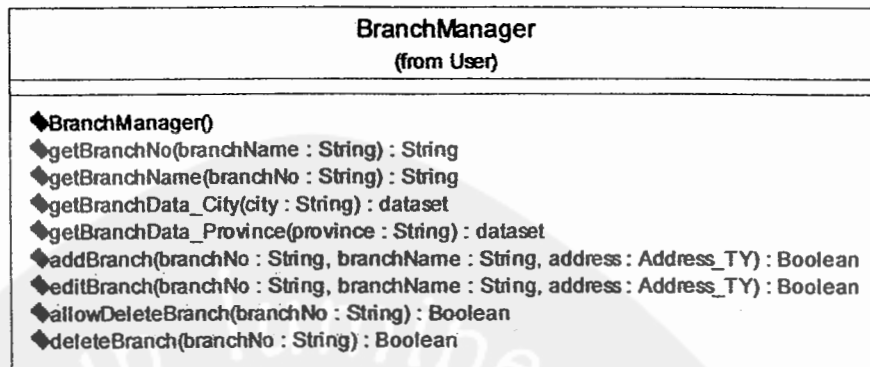 BranchManager
(from User)
BranchManager()
getBranchNo(branchName : String) : String
getBranchName(branchNo : String) : String
getBranchData_City(city : String) : dataset
getBranchData_Province(province : String) : dataset
addBranch(branchNo : String, branchName : String, address : Address_TY) : Boolean
editBranch(branchNo : String, branchName : String, address : Address_TY) : Boolean
allowDeleteBranch(branchNo : String) : Boolean
deleteBranch(branchNo : String) : Boolean
in lumine